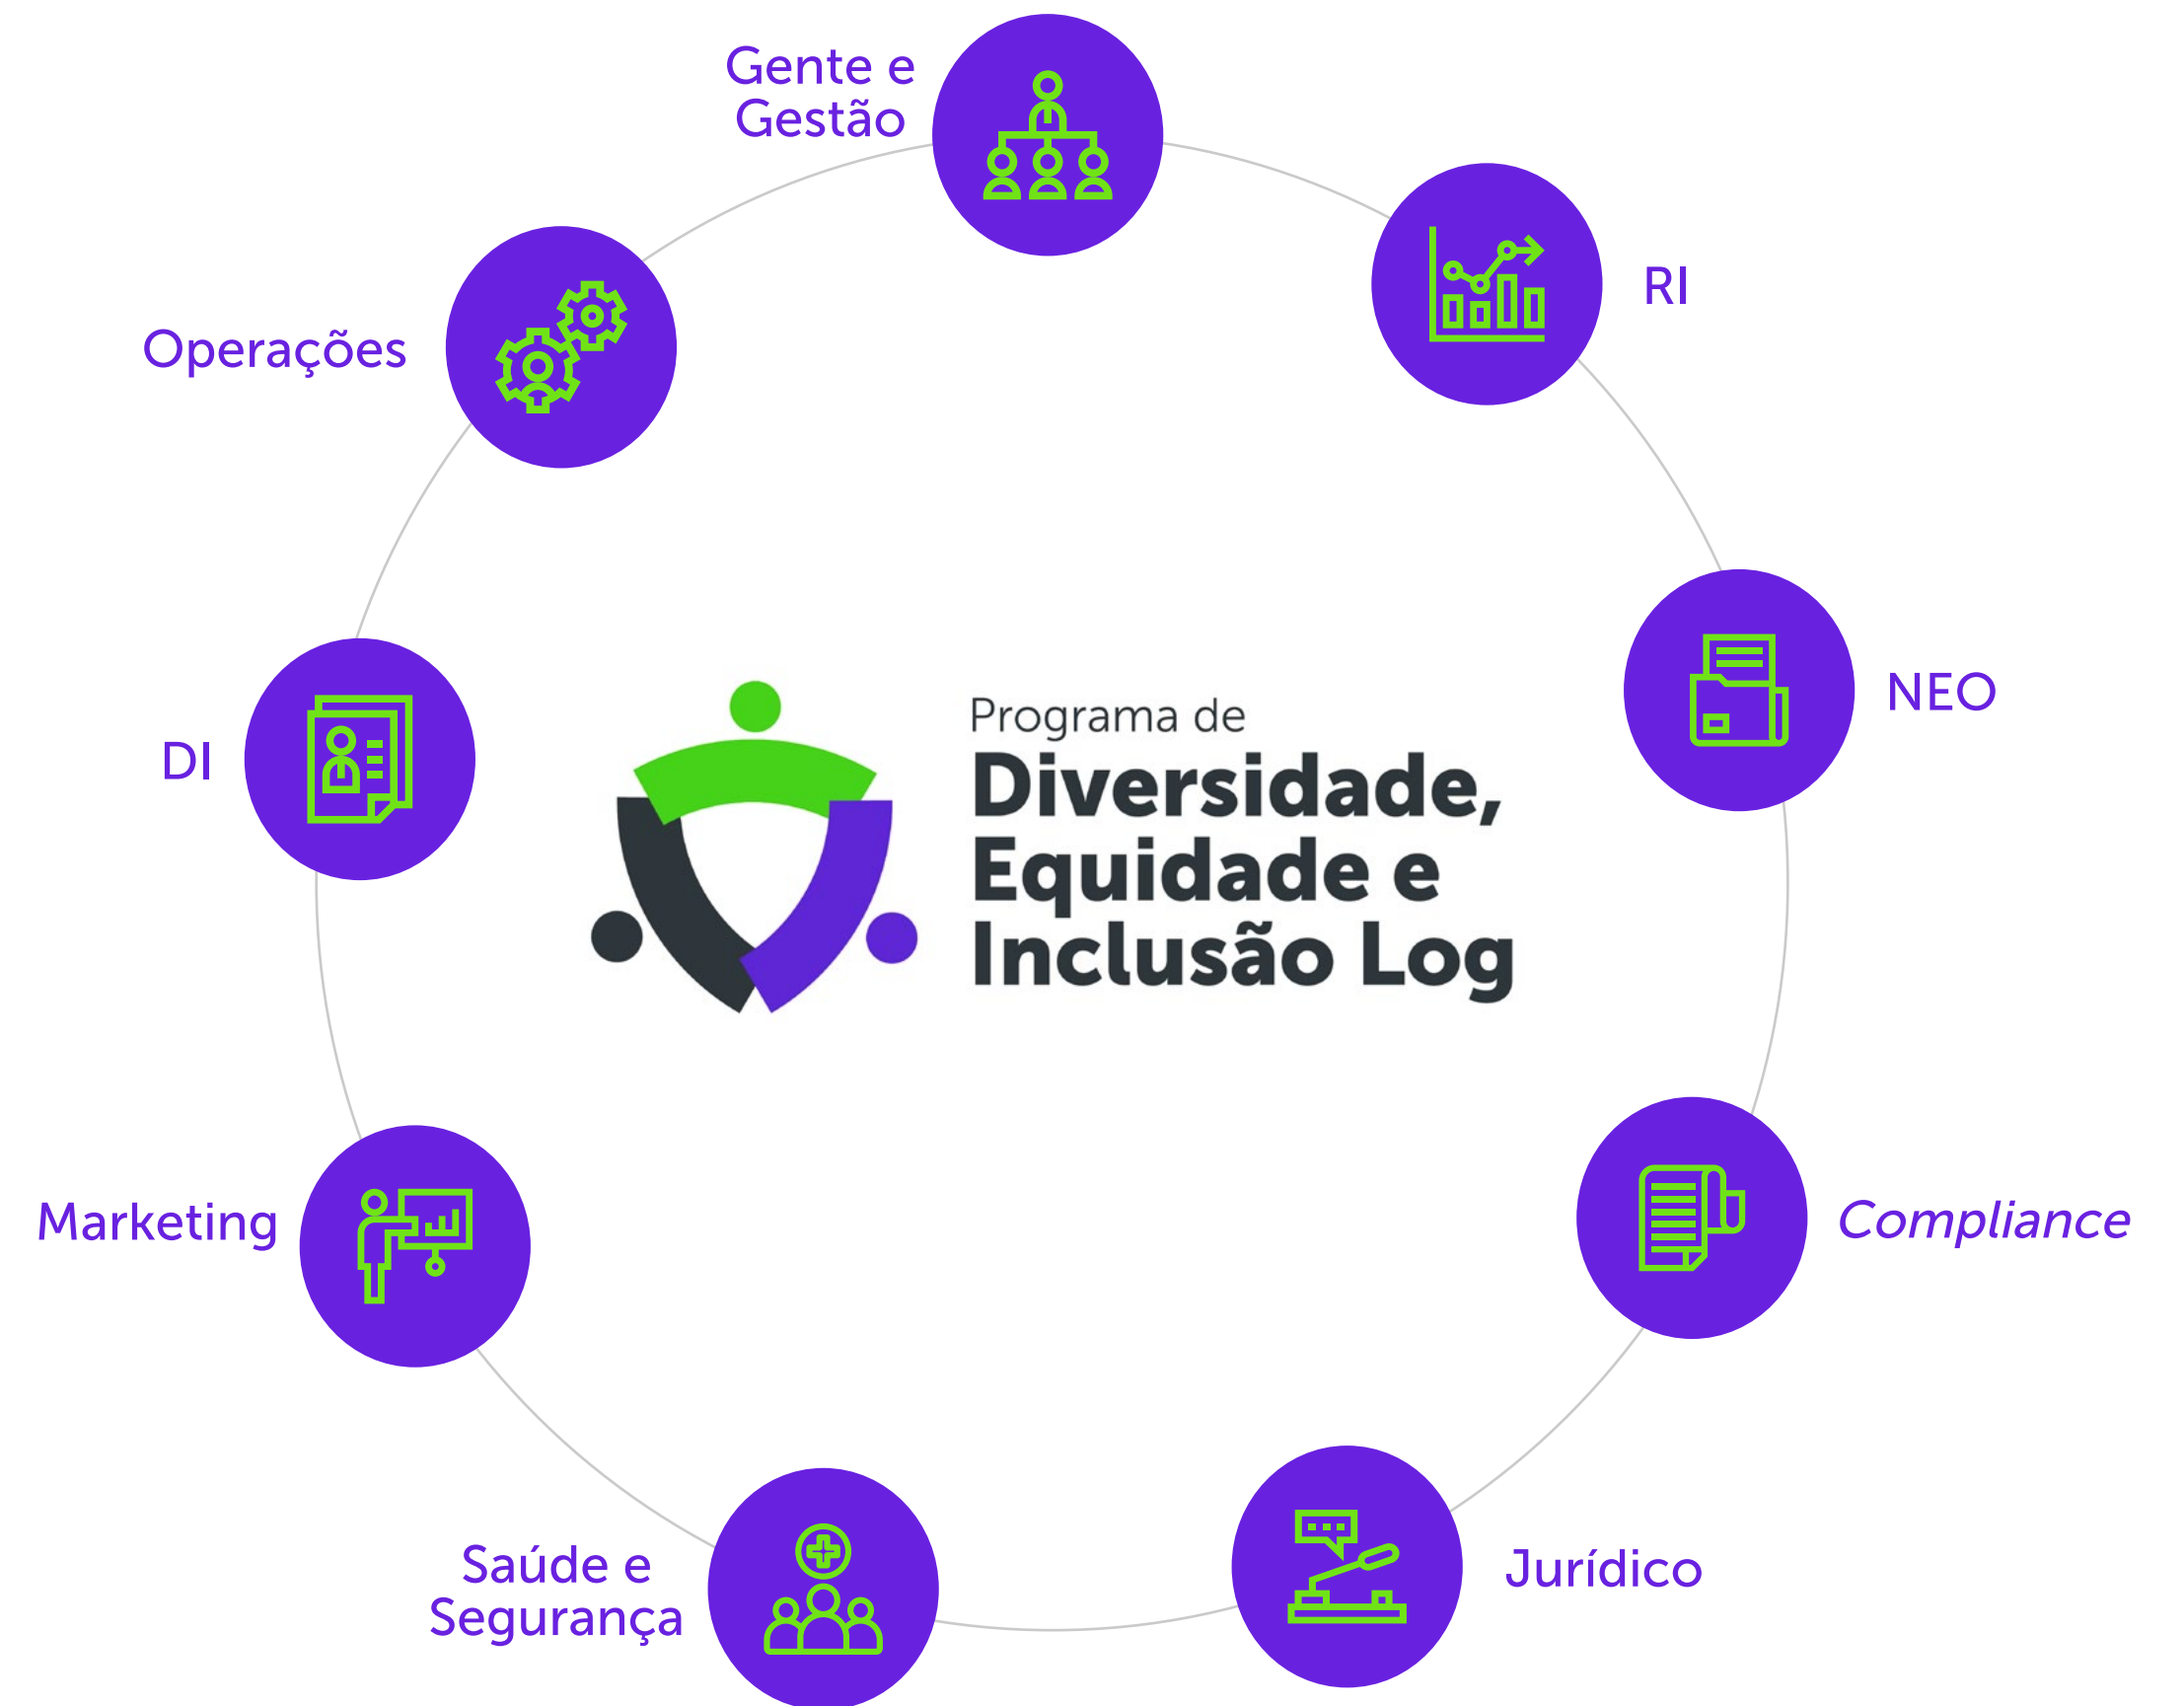 Gente e
Gestão
RI
Operações
NEO
DI
Programa de
Diversidade,
Equidade e
Inclusão Log
Compliance
Marketing
Jurídico
Saúde e
Segurança